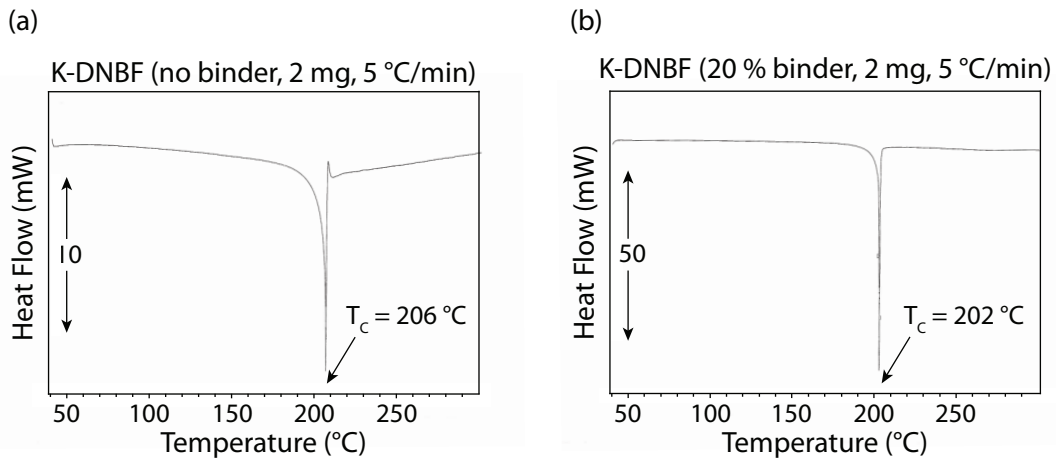 (a)
K-DNBF (no binder, 2 mg, 5 °C/min)
Heat Flow (mW)
10
T_C = 206 °C
50 100 150 200 250
Temperature (°C)
(b)
K-DNBF (20 % binder, 2 mg, 5 °C/min)
Heat Flow (mW)
50
T_C = 202 °C
50 100 150 200 250
Temperature (°C)